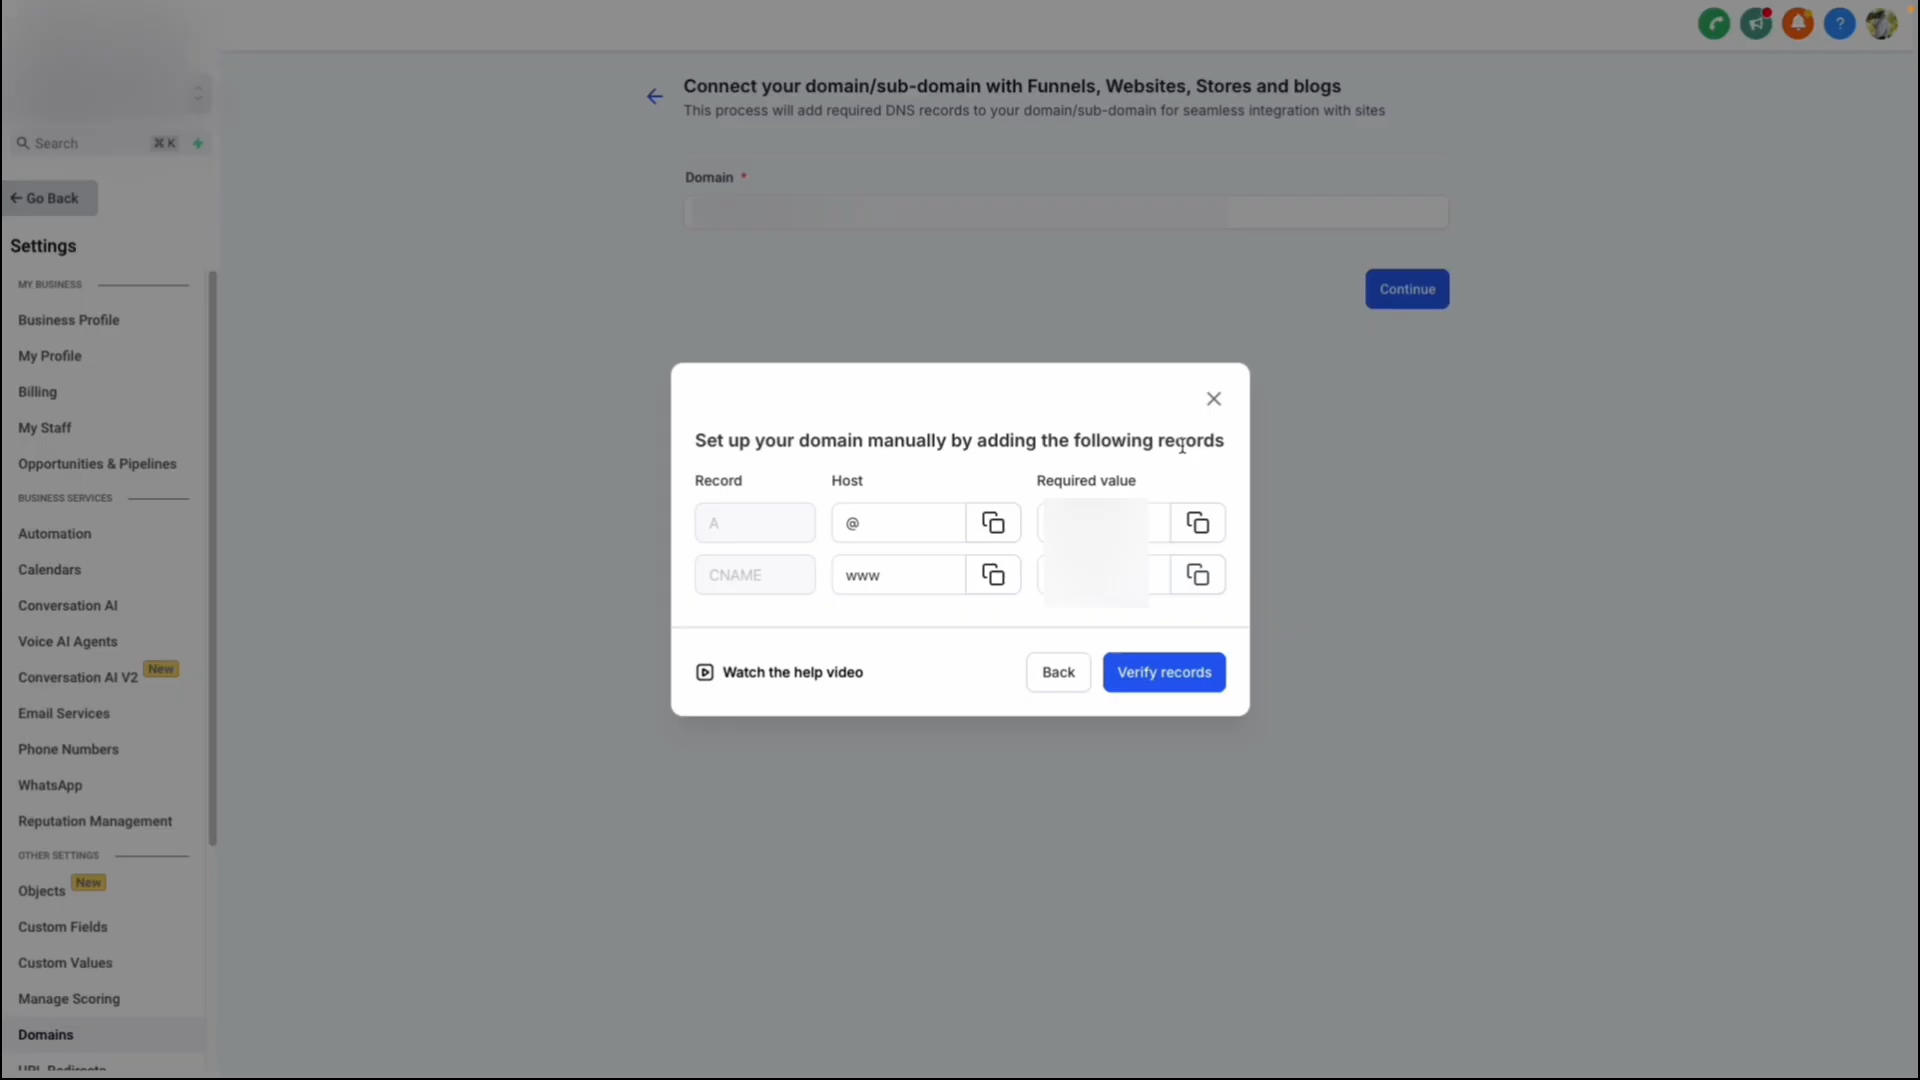 Search
⌘ K
← Go Back
Settings
MY BUSINESS
Business Profile
My Profile
Billing
My Staff
Opportunities & Pipelines
BUSINESS SERVICES
Automation
Calendars
Conversation AI
Voice AI Agents
Conversation AI V2 New
Email Services
Phone Numbers
WhatsApp
Reputation Management
OTHER SETTINGS
Objects New
Custom Fields
Custom Values
Manage Scoring
Domains
URL Redirects
?
Connect your domain/sub-domain with Funnels, Websites, Stores and blogs
This process will add required DNS records to your domain/sub-domain for seamless integration with sites
Domain *
Continue
Set up your domain manually by adding the following records
Record Host Required value
A @
CNAME www
Watch the help video
Back
Verify records